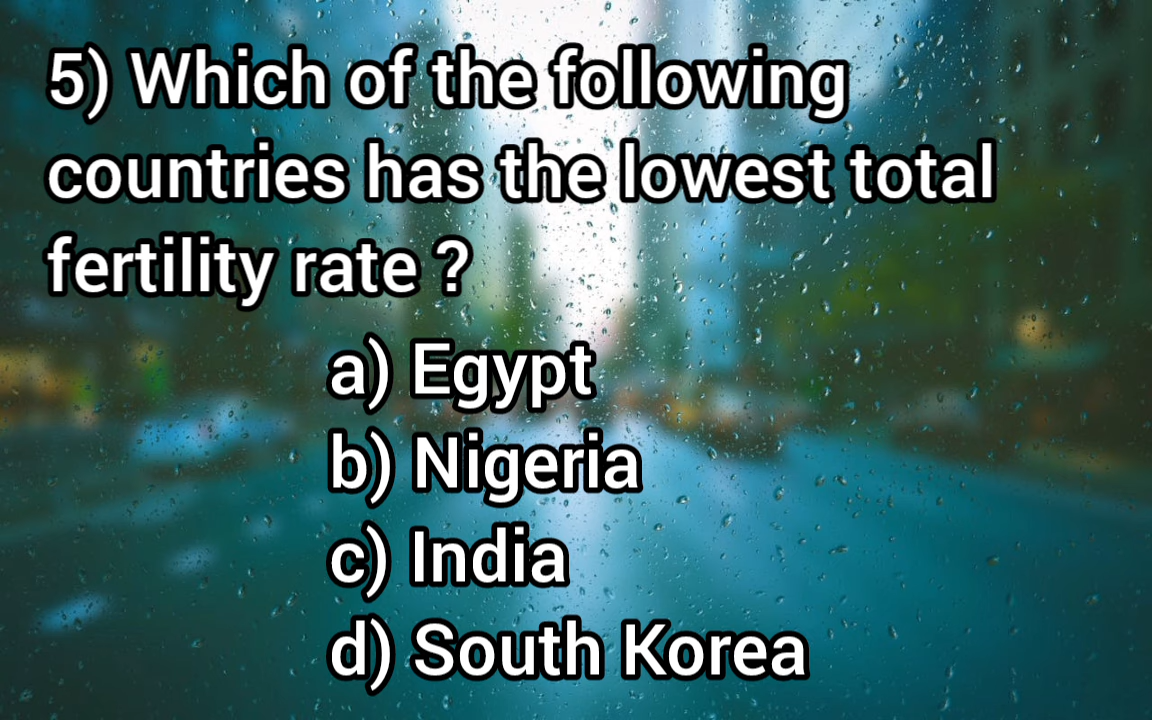 5) Which of the following
countries has the lowest total
fertility rate ?
a) Egypt
b) Nigeria
c) India
d) South Korea